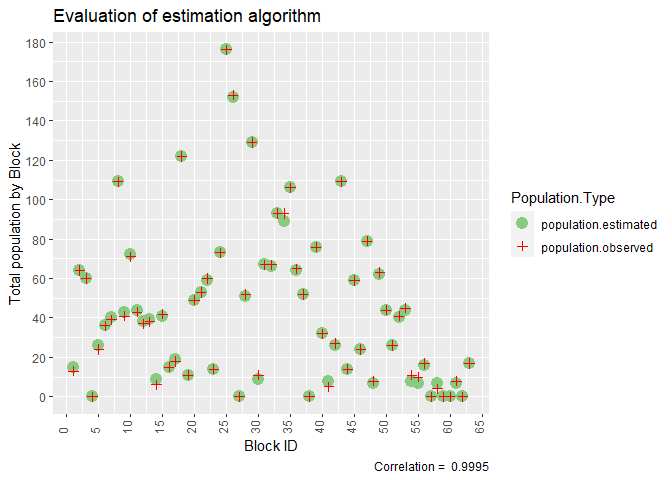 Evaluation of estimation algorithm
Total population by Block
180
160
140
120
100
80
60
40
20
0
0 5 10 15 20 25 30 35 40 45 50 55 60 65
Block ID
Correlation = 0.9995
Population.Type
population.estimated
population.observed